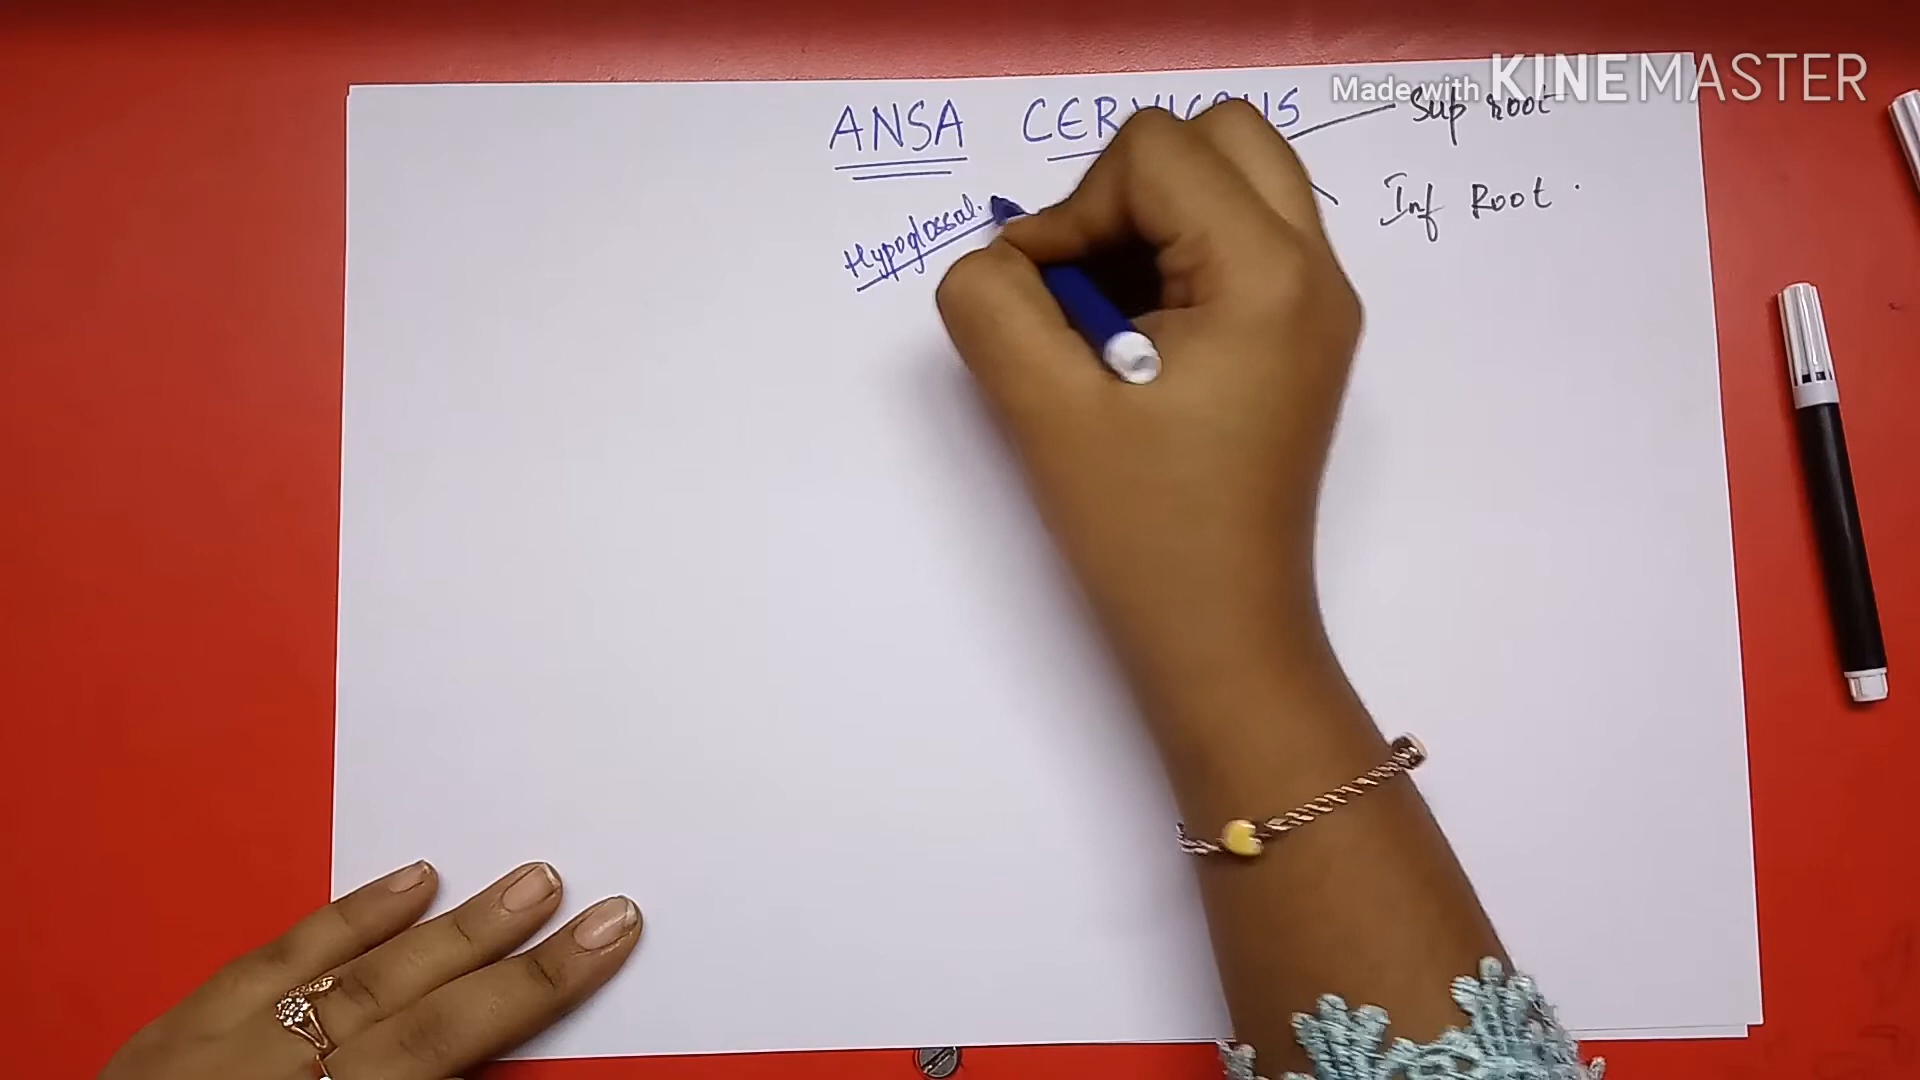 Made with KINEMASTER
ANSA
Sup root
Inf Root.
Hypoglossal.